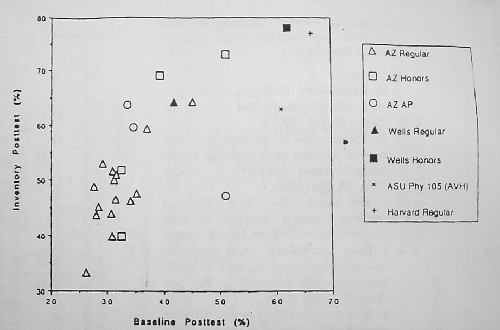 80
70
60
50
40
30
20
30
40
50
60
70
Inventory Posttest (%)
Baseline Posttest (%)
AZ Regular
AZ Honors
AZ AP
Wells Regular
Wells Honors
ASU Phy 105 (AVH)
Harvard Regular